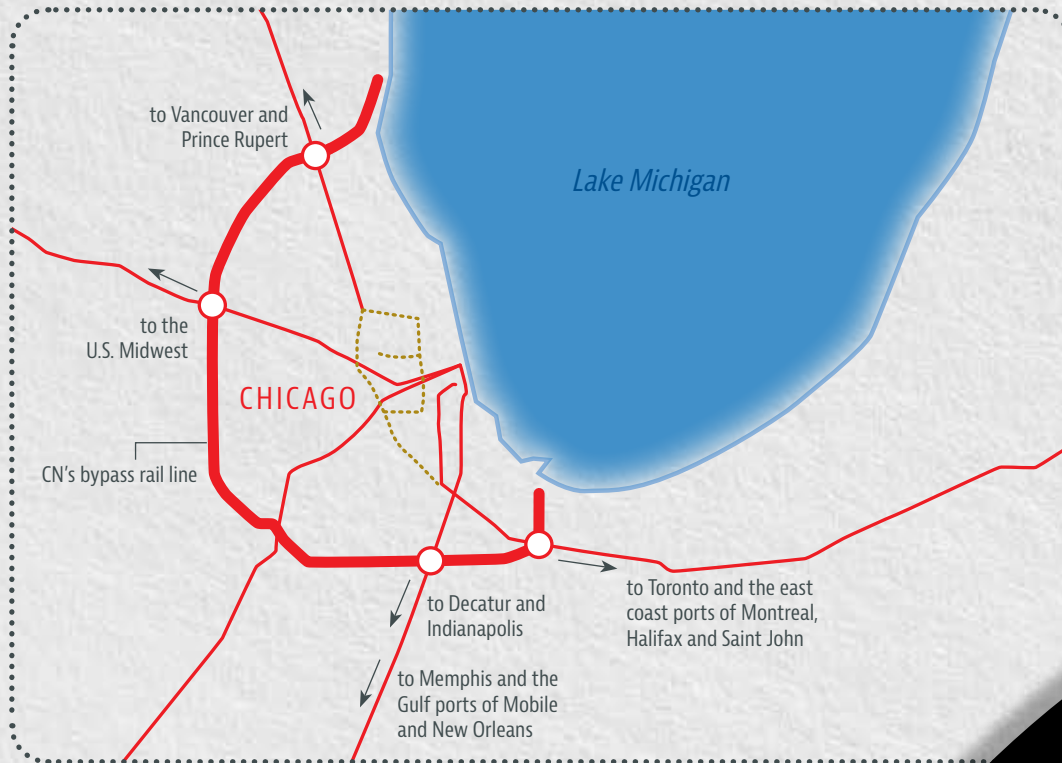 to Vancouver and
Prince Rupert
Lake Michigan
to the
U.S. Midwest
CHICAGO
CN's bypass rail line
to Decatur and
Indianapolis
to Toronto and the east
coast ports of Montreal,
Halifax and Saint John
to Memphis and the
Gulf ports of Mobile
and New Orleans